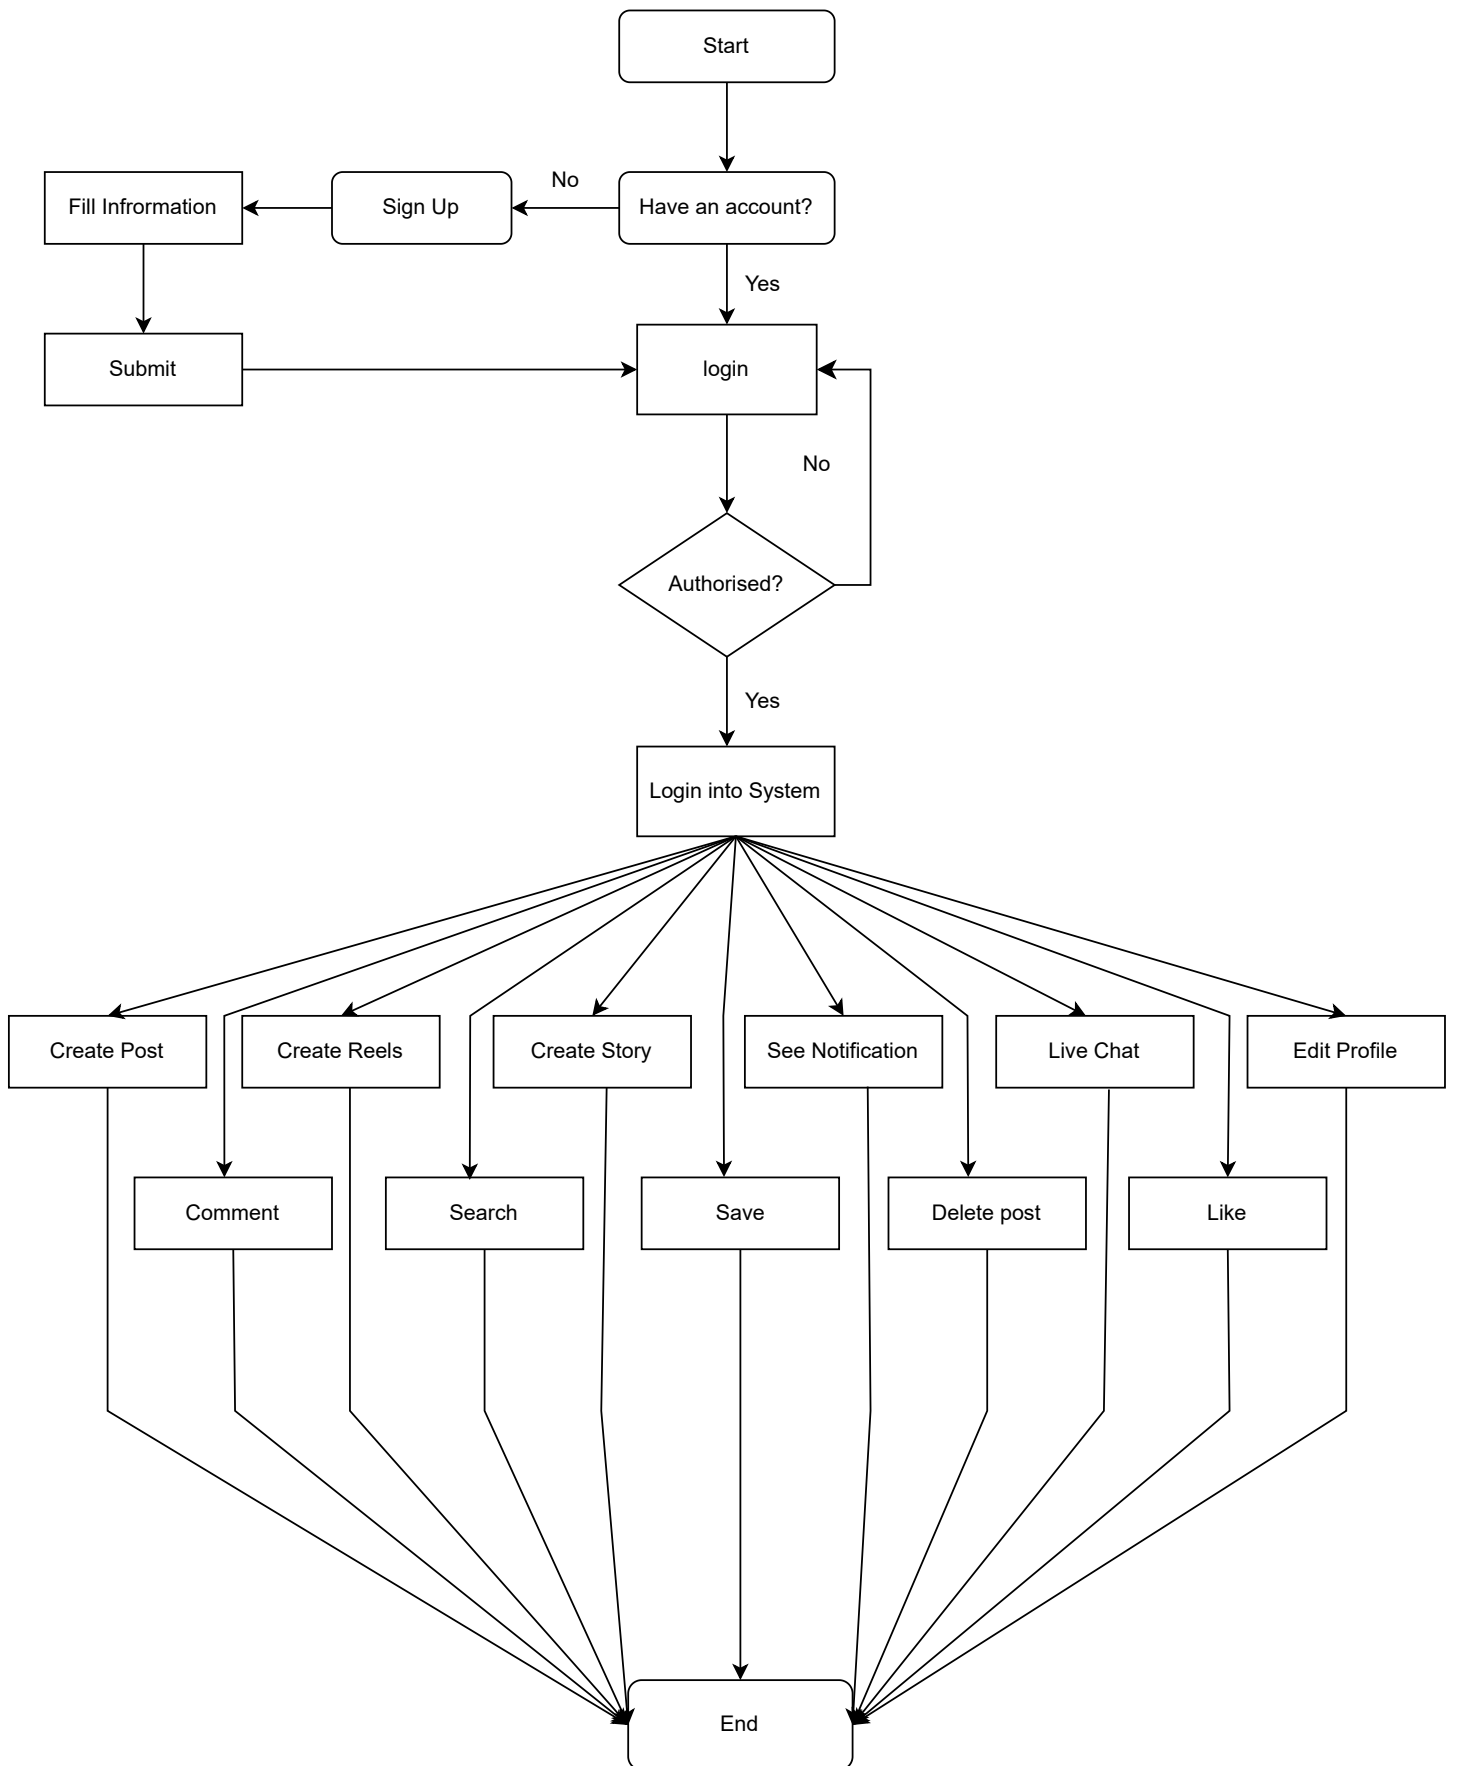 Start
No
Fill Infrormation
Sign Up
Have an account?
Yes
Submit
login
No
Authorised?
Yes
Login into System
Create Post
Create Reels
Create Story
See Notification
Live Chat
Edit Profile
Comment
Search
Save
Delete post
Like
End